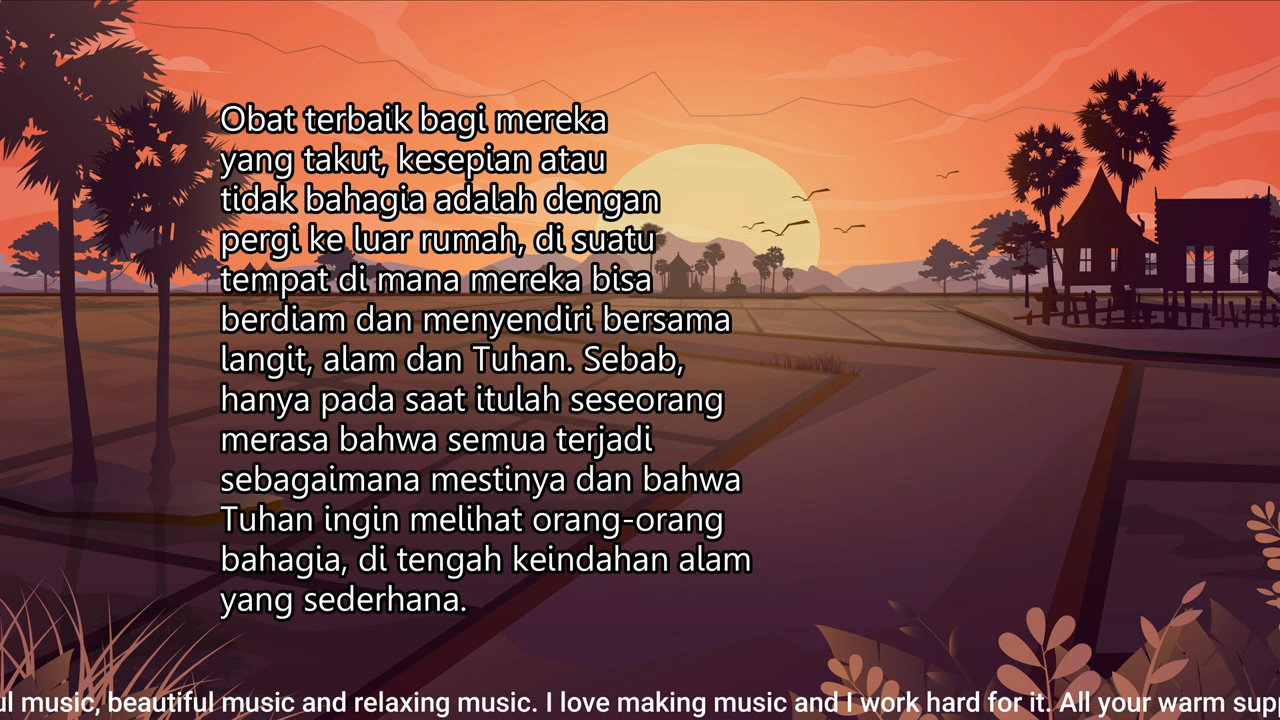 Obat terbaik bagi mereka
yang takut, kesepian atau
tidak bahagia adalah dengan
pergi ke luar rumah, di suatu
tempat di mana mereka bisa
berdiam dan menyendiri bersama
langit, alam dan Tuhan. Sebab,
hanya pada saat itulah seseorang
merasa bahwa semua terjadi
sebagaimana mestinya dan bahwa
Tuhan ingin melihat orang-orang
bahagia, di tengah keindahan alam
yang sederhana.
music, beautiful music and relaxing music. I love making music and I work hard for it. All your warm